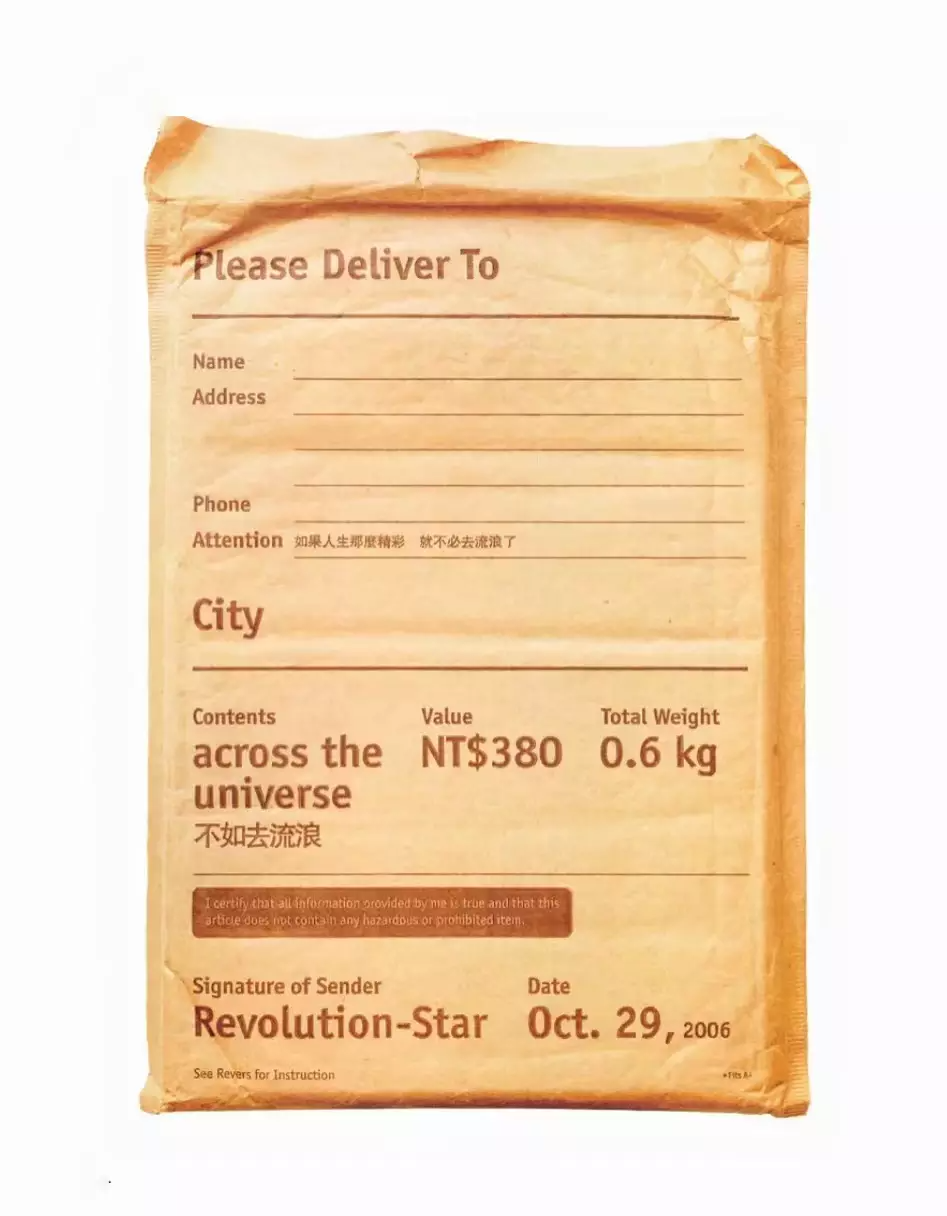 Please Deliver To
Name
Address
Phone
Attention 如果人生那麼精彩 就不必去流浪了
City
Contents Value Total Weight
across the NT$380 0.6 kg
universe
不如去流浪
I certify that all information provided by me is true and that this
article does not contain any hazardous or prohibited item.
Signature of Sender Date
Revolution-Star Oct. 29, 2006
See Revers for Instruction